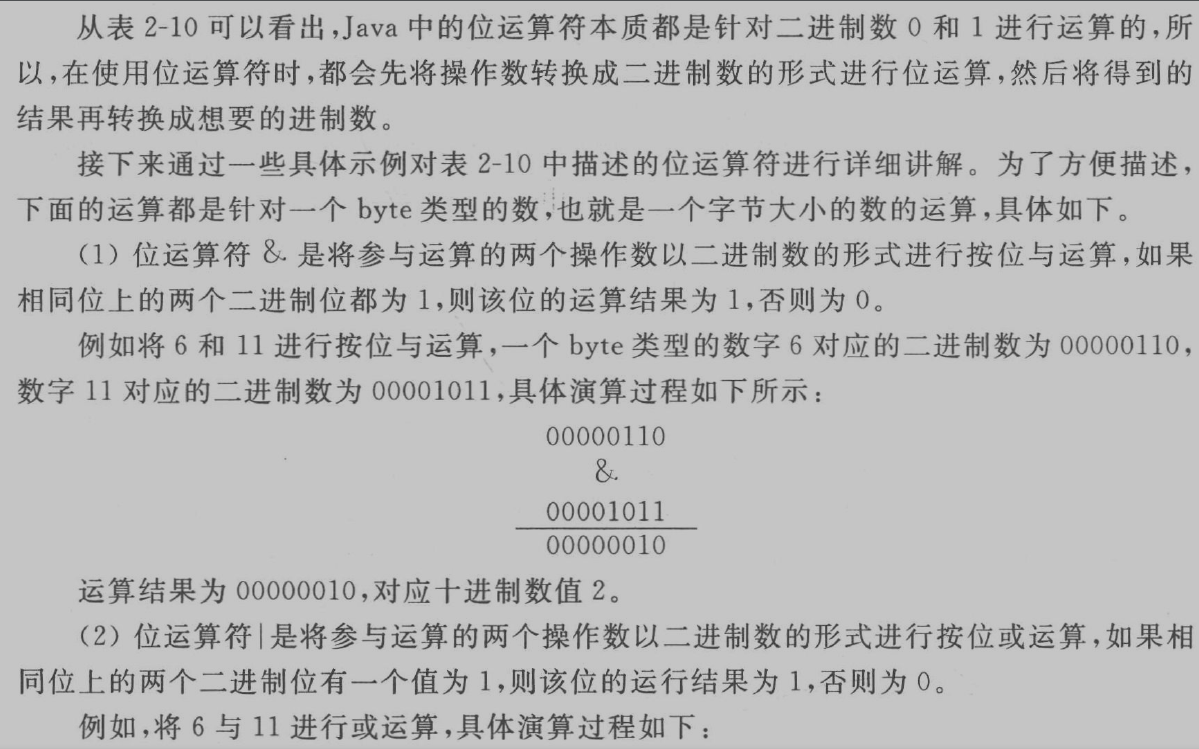 从表 2-10 可以看出,Java 中的位运算符本质都是针对二进制数 0 和 1 进行运算的,所
以,在使用位运算符时,都会先将操作数转换成二进制数的形式进行位运算,然后将得到的
结果再转换成想要的进制数。
接下来通过一些具体示例对表 2-10 中描述的位运算符进行详细讲解。为了方便描述,
下面的运算都是针对一个 byte 类型的数,也就是一个字节大小的数的运算,具体如下。
(1) 位运算符 & 是将参与运算的两个操作数以二进制数的形式进行按位与运算,如果
相同位上的两个二进制位都为 1,则该位的运算结果为 1,否则为 0。
例如将 6 和 11 进行按位与运算,一个 byte 类型的数字 6 对应的二进制数为 00000110,
数字 11 对应的二进制数为 00001011,具体演算过程如下所示:
00000110
&
00001011
00000010
运算结果为 00000010,对应十进制数值 2。
(2) 位运算符|是将参与运算的两个操作数以二进制数的形式进行按位或运算,如果相
同位上的两个二进制位有一个值为 1,则该位的运行结果为 1,否则为 0。
例如,将 6 与 11 进行或运算,具体演算过程如下: